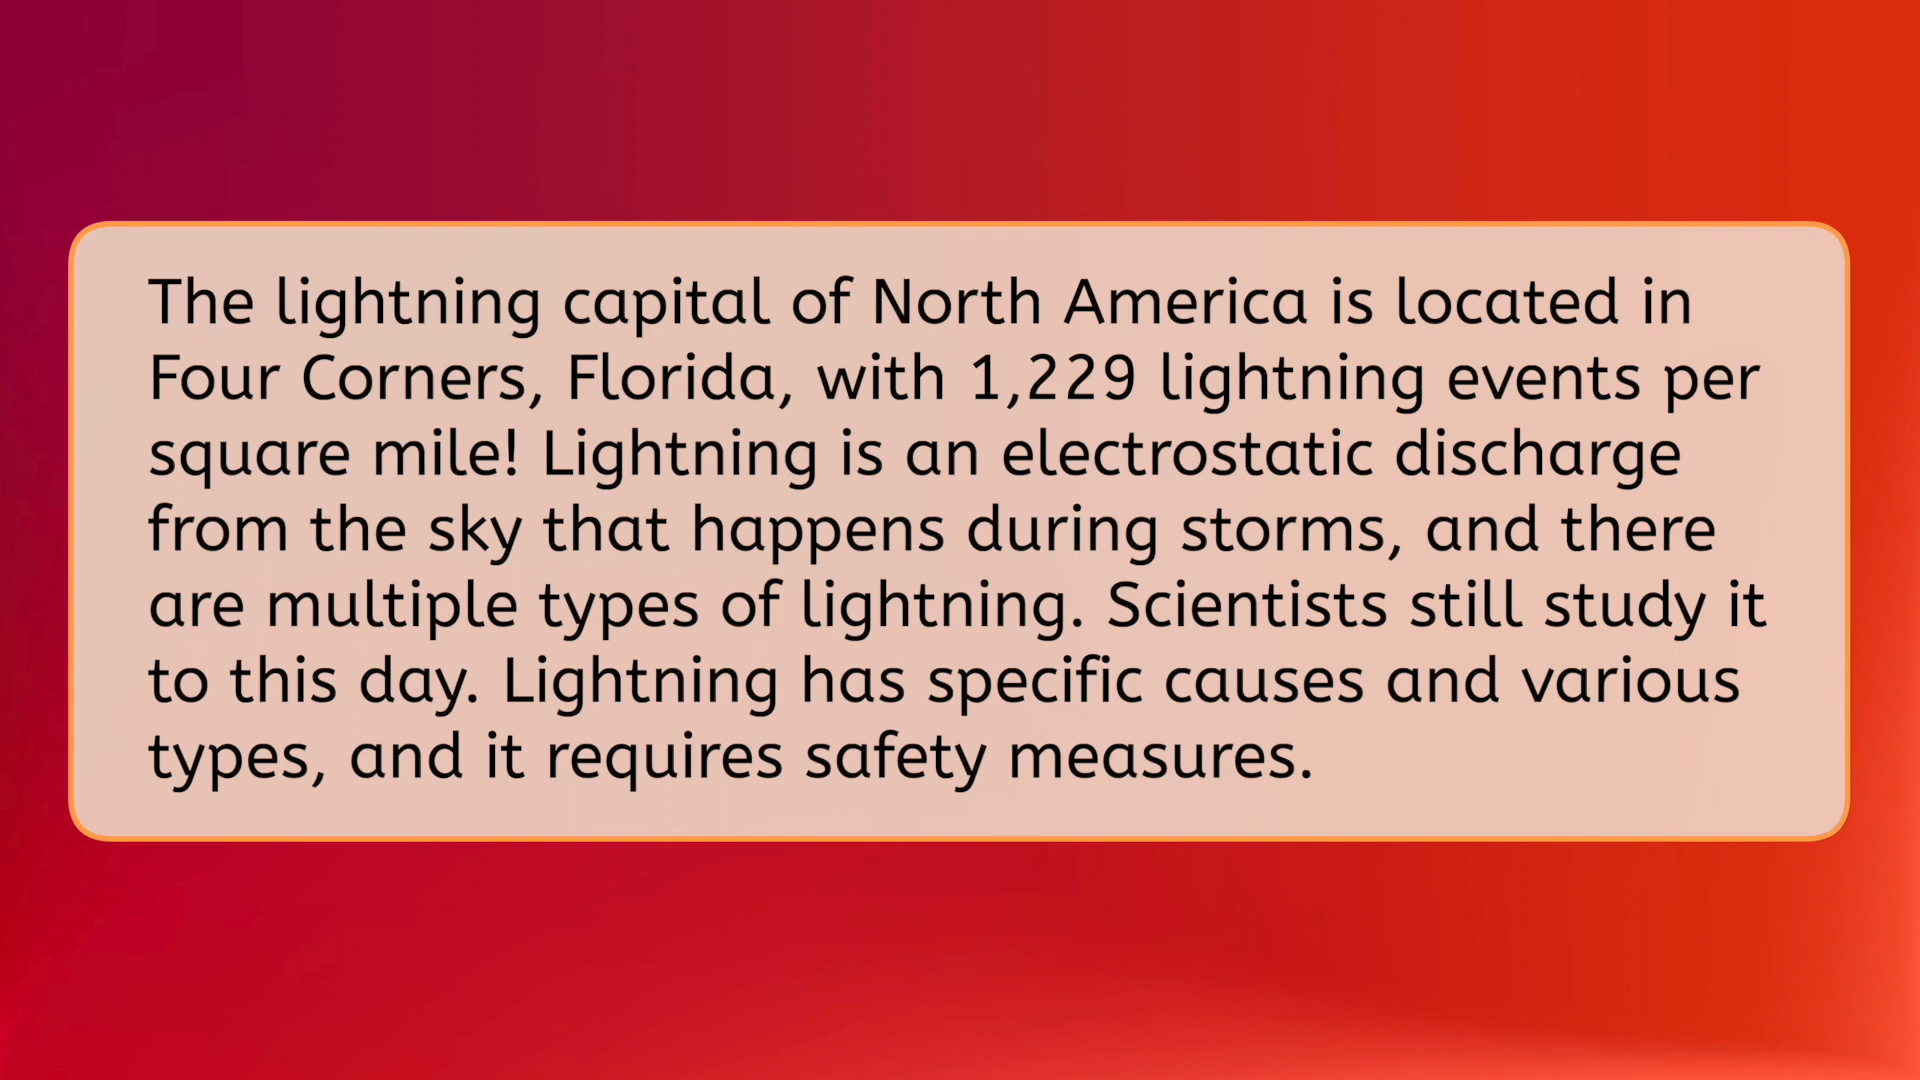 The lightning capital of North America is located in
Four Corners, Florida, with 1,229 lightning events per
square mile! Lightning is an electrostatic discharge
from the sky that happens during storms, and there
are multiple types of lightning. Scientists still study it
to this day. Lightning has specific causes and various
types, and it requires safety measures.